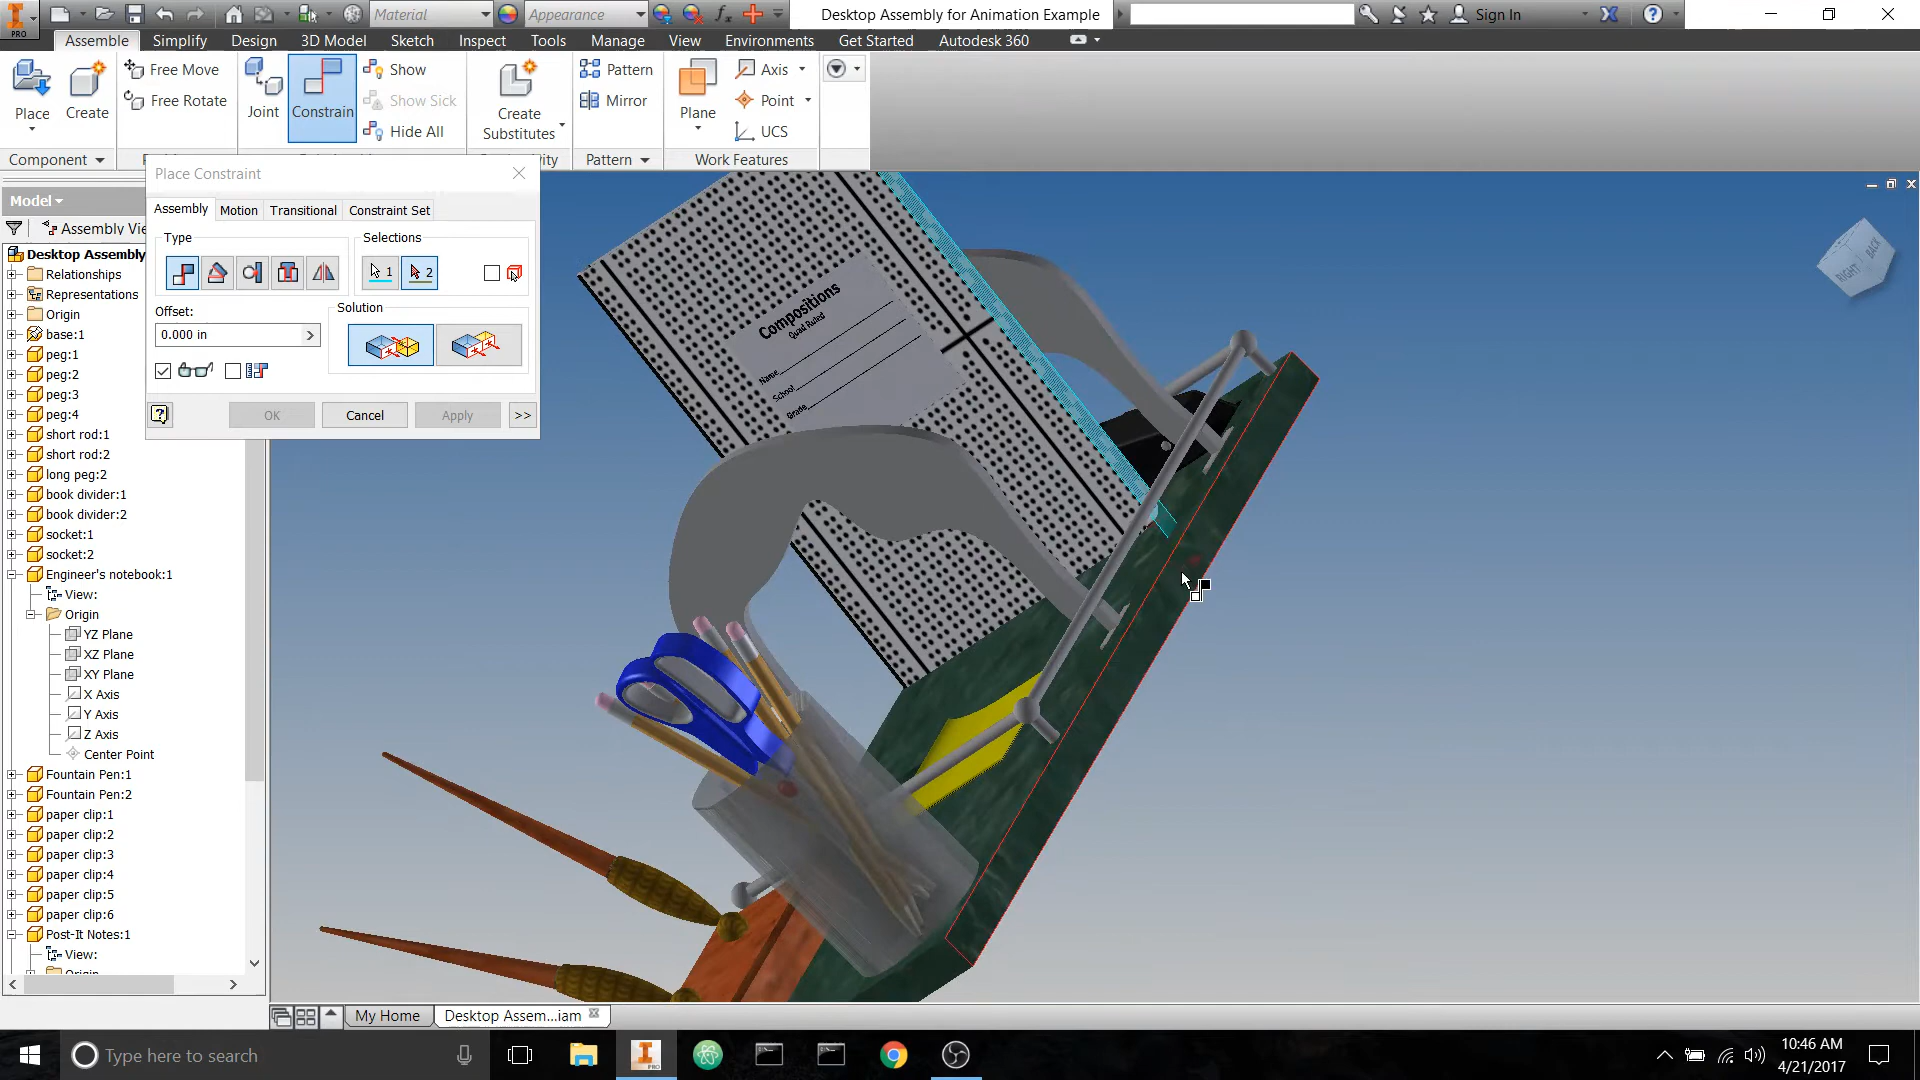 PRO
Material
Appearance
Desktop Assembly for Animation Example
Sign In
Assemble
Simplify
Design
3D Model
Sketch
Inspect
Tools
Manage
View
Environments
Get Started
Autodesk 360
Place
Create
Free Move
Free Rotate
Joint
Constrain
Show
Show Sick
Hide All
Create
Substitutes
Pattern
Mirror
Plane
Axis
Point
UCS
Component
Pattern
Work Features
Place Constraint
Assembly
Motion
Transitional
Constraint Set
Type
Selections
1
2
Offset:
0.000 in
Solution
OK
Cancel
Apply
>>
Model
Assembly Vie
Desktop Assembly
Relationships
Representations
Origin
base:1
peg:1
peg:2
peg:3
peg:4
short rod:1
short rod:2
long peg:2
book divider:1
book divider:2
socket:1
socket:2
Engineer's notebook:1
View:
Origin
YZ Plane
XZ Plane
XY Plane
X Axis
Y Axis
Z Axis
Center Point
Fountain Pen:1
Fountain Pen:2
paper clip:1
paper clip:2
paper clip:3
paper clip:4
paper clip:5
paper clip:6
Post-It Notes:1
View:
Origin
Compositions
Quad Ruled
Name
School
Grade
RIGHT
BACK
My Home
Desktop Assem...iam
Type here to search
PRO
10:46 AM
4/21/2017